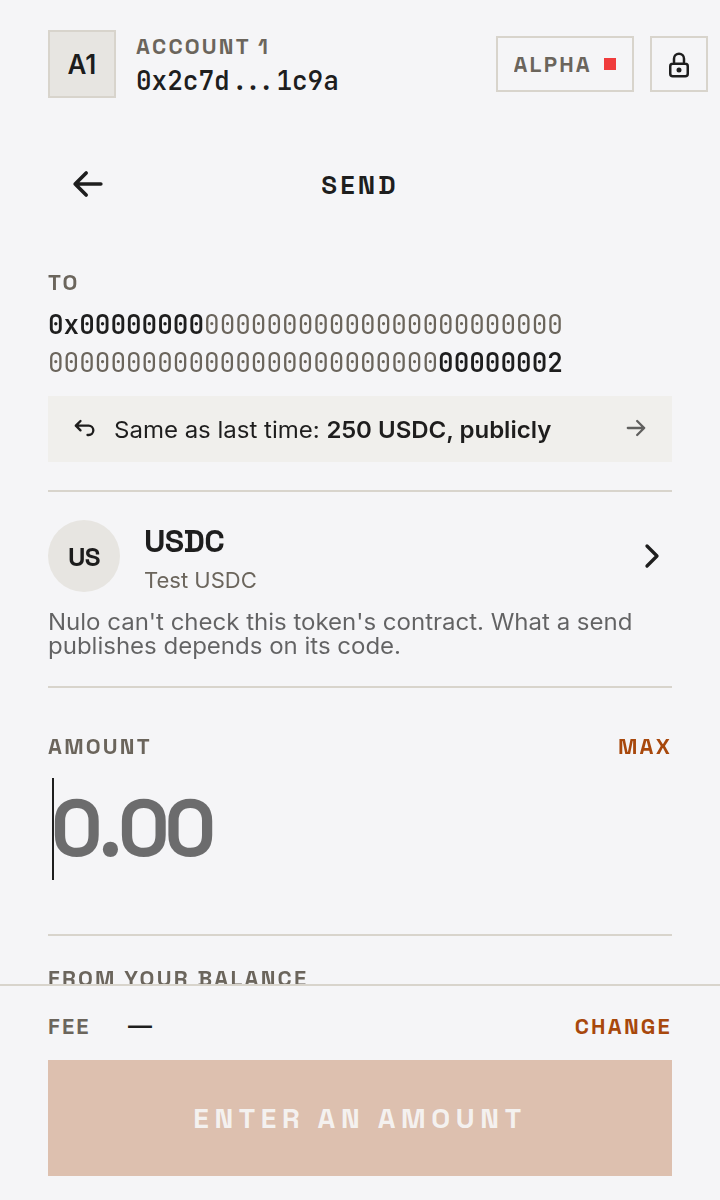 A1
ACCOUNT 1
0x2c7d...1c9a
ALPHA
SEND
TO
0x0000000000000000000000000000000
000000000000000000000000000000002
Same as last time: 250 USDC, publicly
US
USDC
Test USDC
Nulo can't check this token's contract. What a send
publishes depends on its code.
AMOUNT
MAX
0.00
FROM YOUR BALANCE
FEE —
CHANGE
ENTER AN AMOUNT